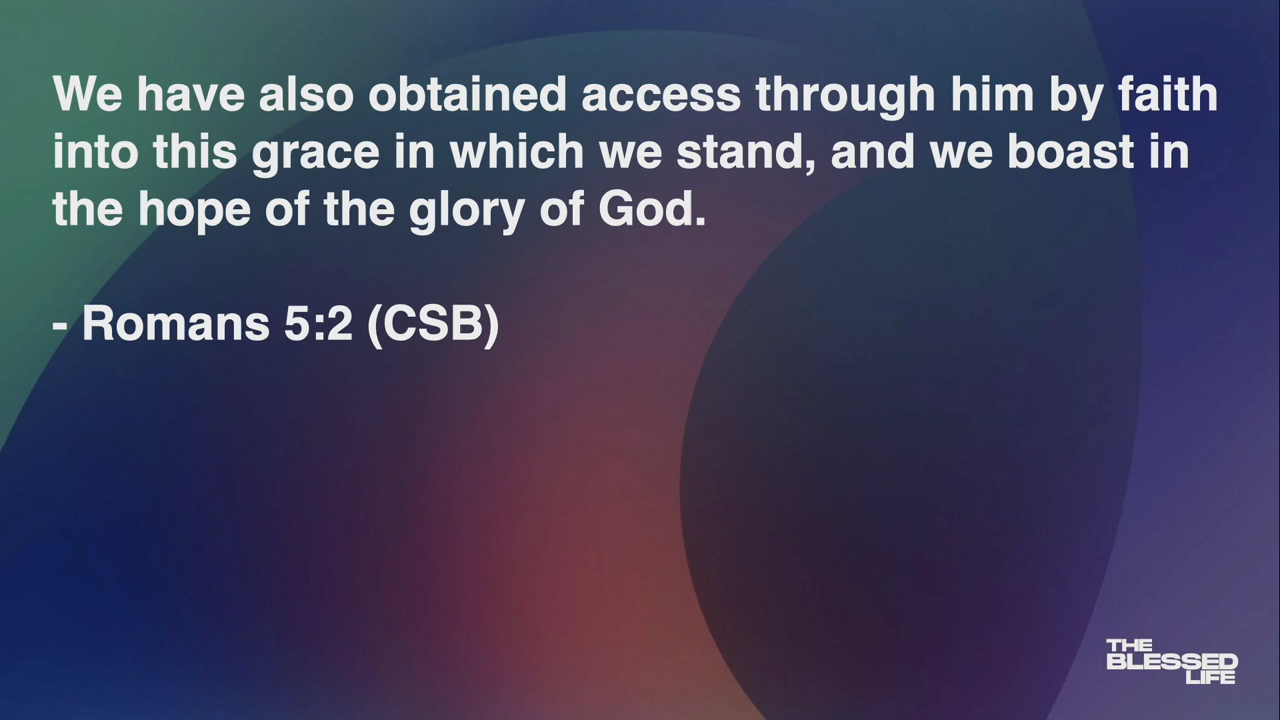 We have also obtained access through him by faith
into this grace in which we stand, and we boast in
the hope of the glory of God.
- Romans 5:2 (CSB)
THE
BLESSED
LIFE